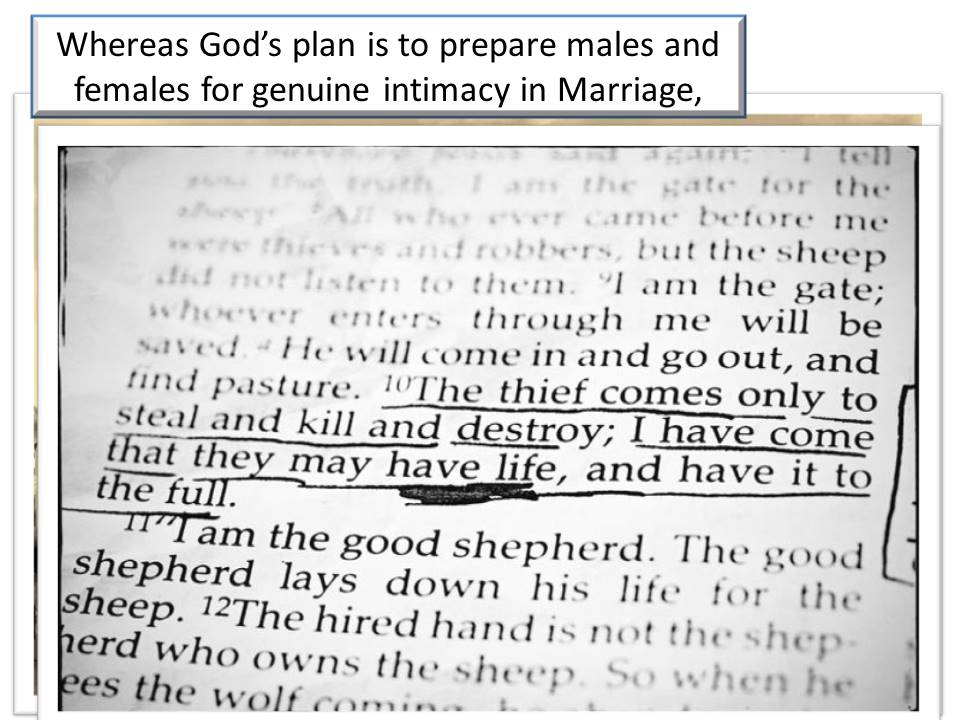 Whereas God’s plan is to prepare males and
females for genuine intimacy in Marriage,
said again: "I tell
you the truth, I am the gate for the
sheep. ⁸All who ever came before me
were thieves and robbers, but the sheep
did not listen to them. ⁹I am the gate;
whoever enters through me will be
saved. He will come in and go out, and
find pasture. ¹⁰The thief comes only to
steal and kill and destroy; I have come
that they may have life, and have it to
the full.
¹¹"I am the good shepherd. The good
shepherd lays down his life for the
sheep. ¹²The hired hand is not the shep-
herd who owns the sheep. So when he
ees the wolf coming, he